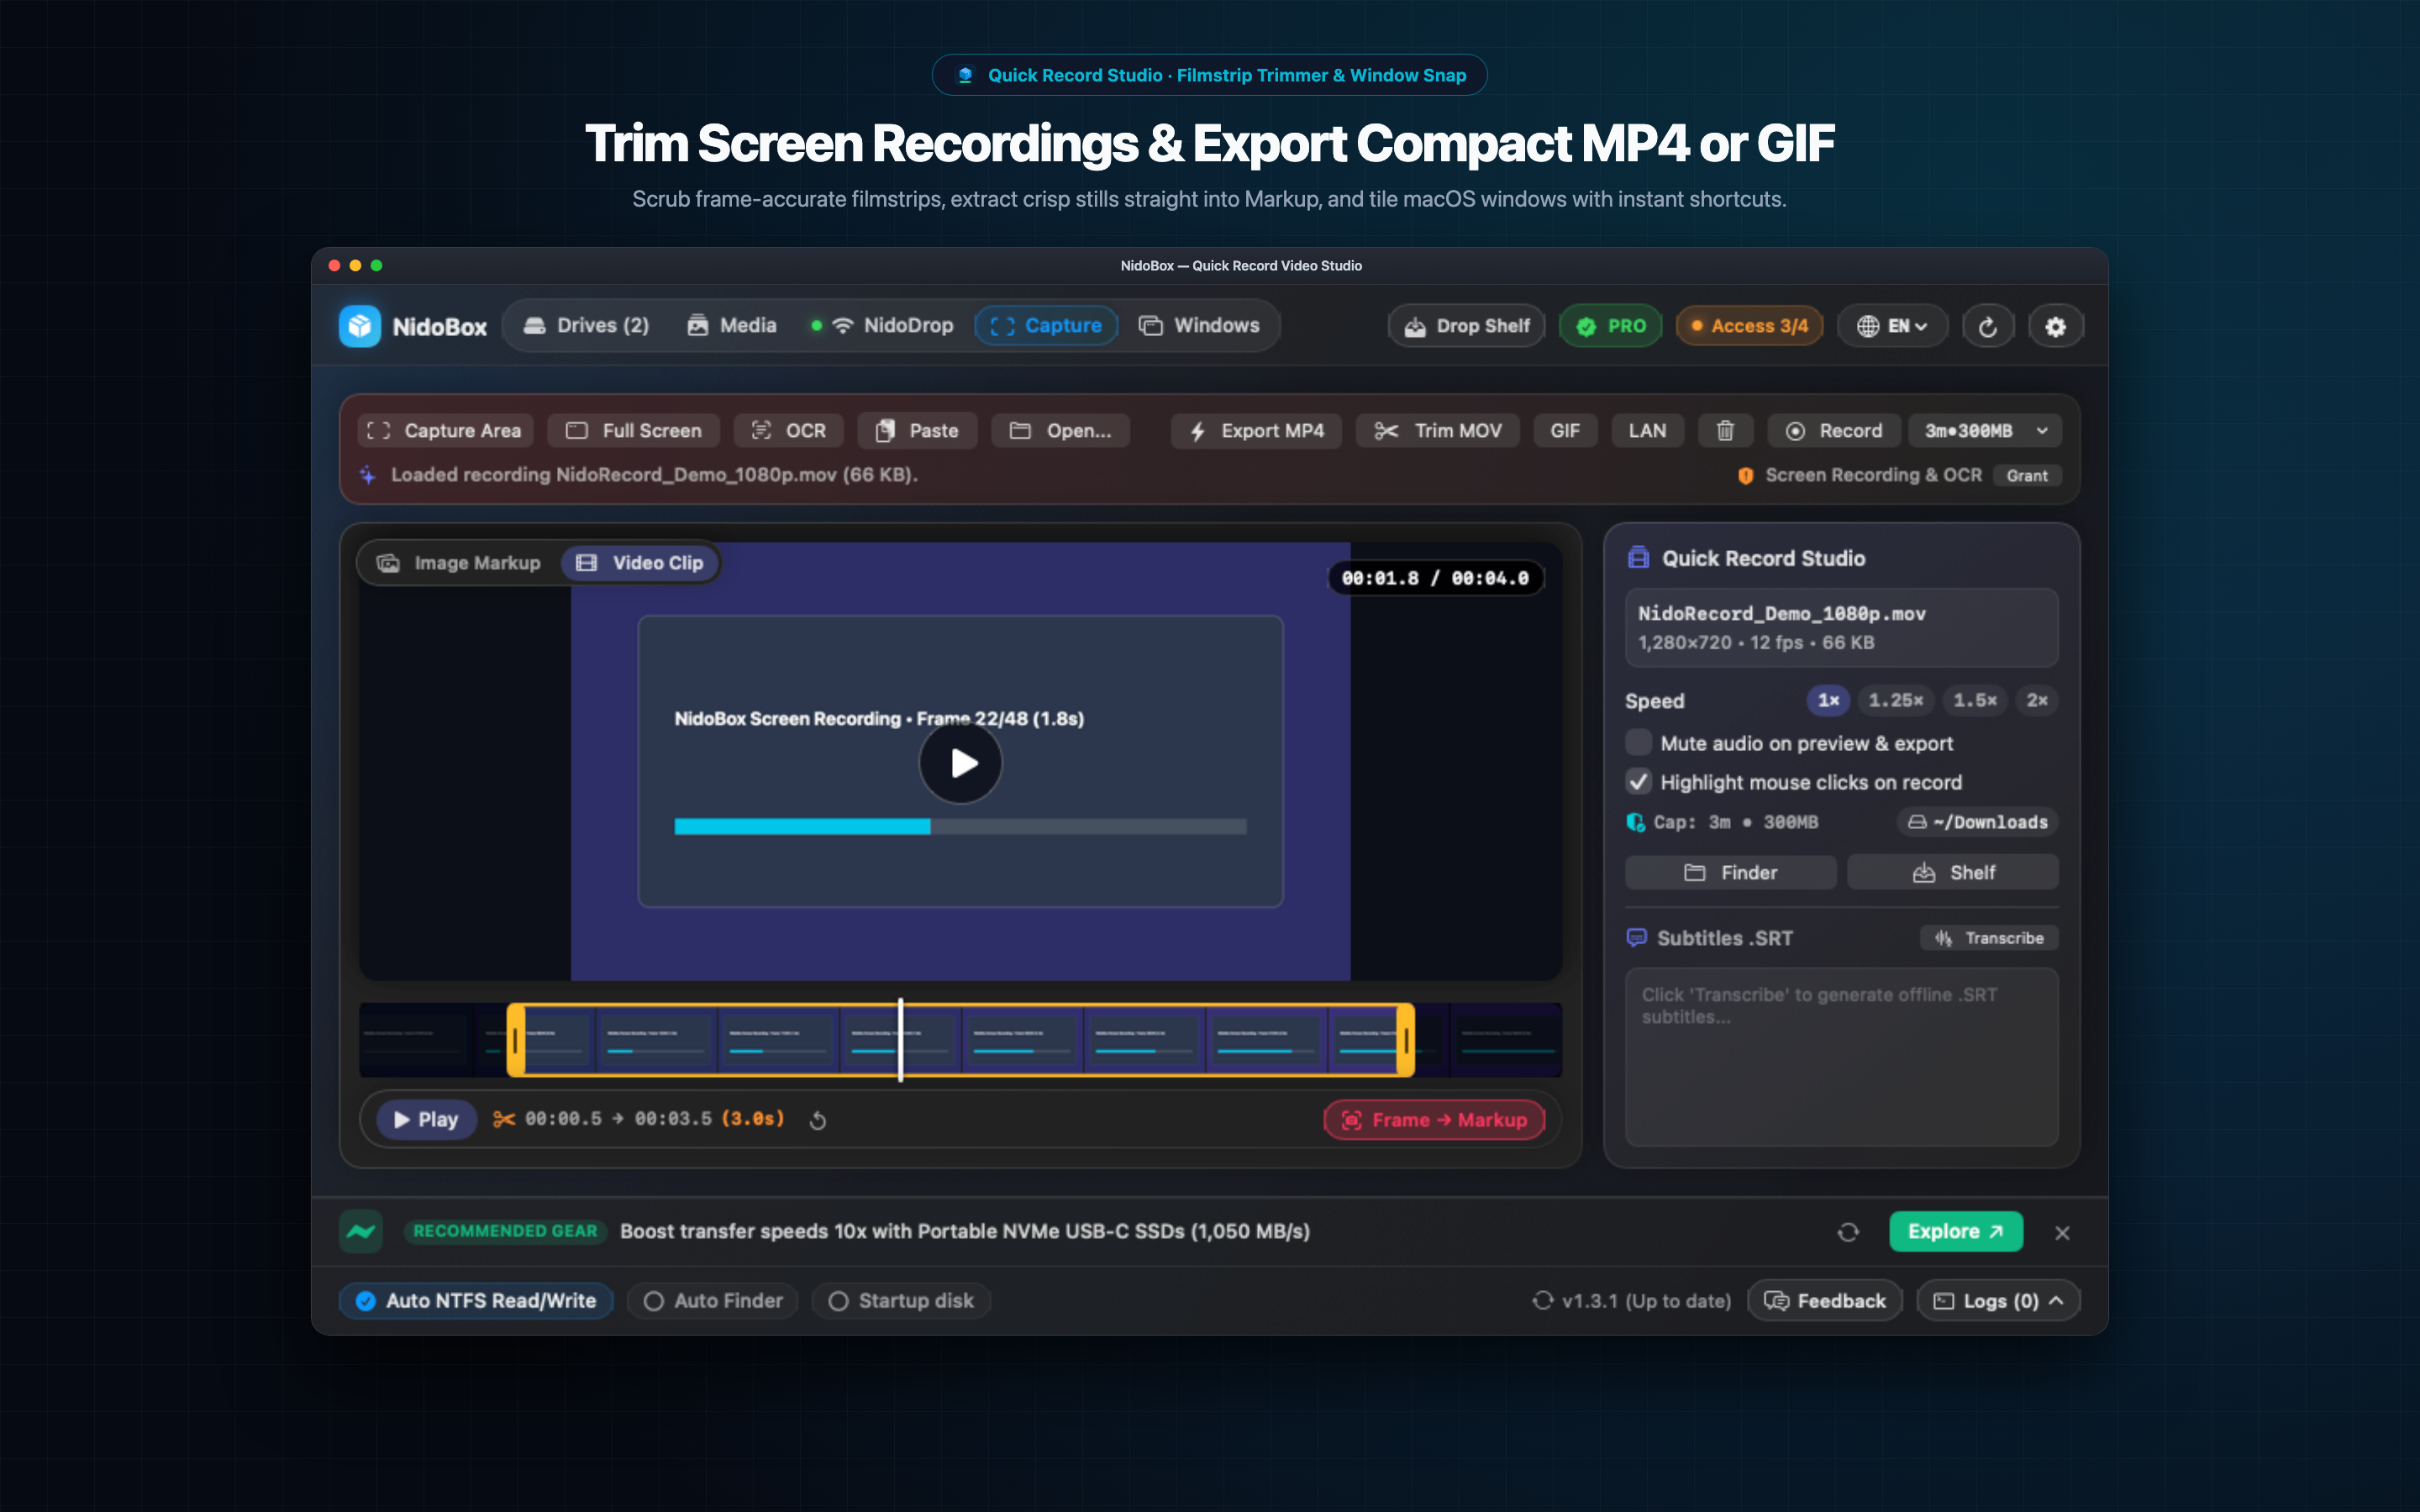 Quick Record Studio · Filmstrip Trimmer & Window Snap
Trim Screen Recordings & Export Compact MP4 or GIF
Scrub frame-accurate filmstrips, extract crisp stills straight into Markup, and tile macOS windows with instant shortcuts.
NidoBox — Quick Record Video Studio
NidoBox Drives (2) Media NidoDrop Capture Windows Drop Shelf PRO Access 3/4 EN
Capture Area Full Screen OCR Paste Open... Export MP4 Trim MOV GIF LAN Record 3m•300MB
Loaded recording NidoRecord_Demo_1080p.mov (66 KB). Screen Recording & OCR Grant
Image Markup Video Clip
00:01.8 / 00:04.0
NidoBox Screen Recording • Frame 22/48 (1.8s)
Play 00:00.5 → 00:03.5 (3.0s) Frame → Markup
Quick Record Studio
NidoRecord_Demo_1080p.mov
1,280×720 • 12 fps • 66 KB
Speed 1× 1.25× 1.5× 2×
Mute audio on preview & export
Highlight mouse clicks on record
Cap: 3m • 300MB ~/Downloads
Finder Shelf
Subtitles .SRT Transcribe
Click 'Transcribe' to generate offline .SRT
subtitles...
RECOMMENDED GEAR Boost transfer speeds 10x with Portable NVMe USB-C SSDs (1,050 MB/s) Explore ↗
Auto NTFS Read/Write Auto Finder Startup disk v1.3.1 (Up to date) Feedback Logs (0)